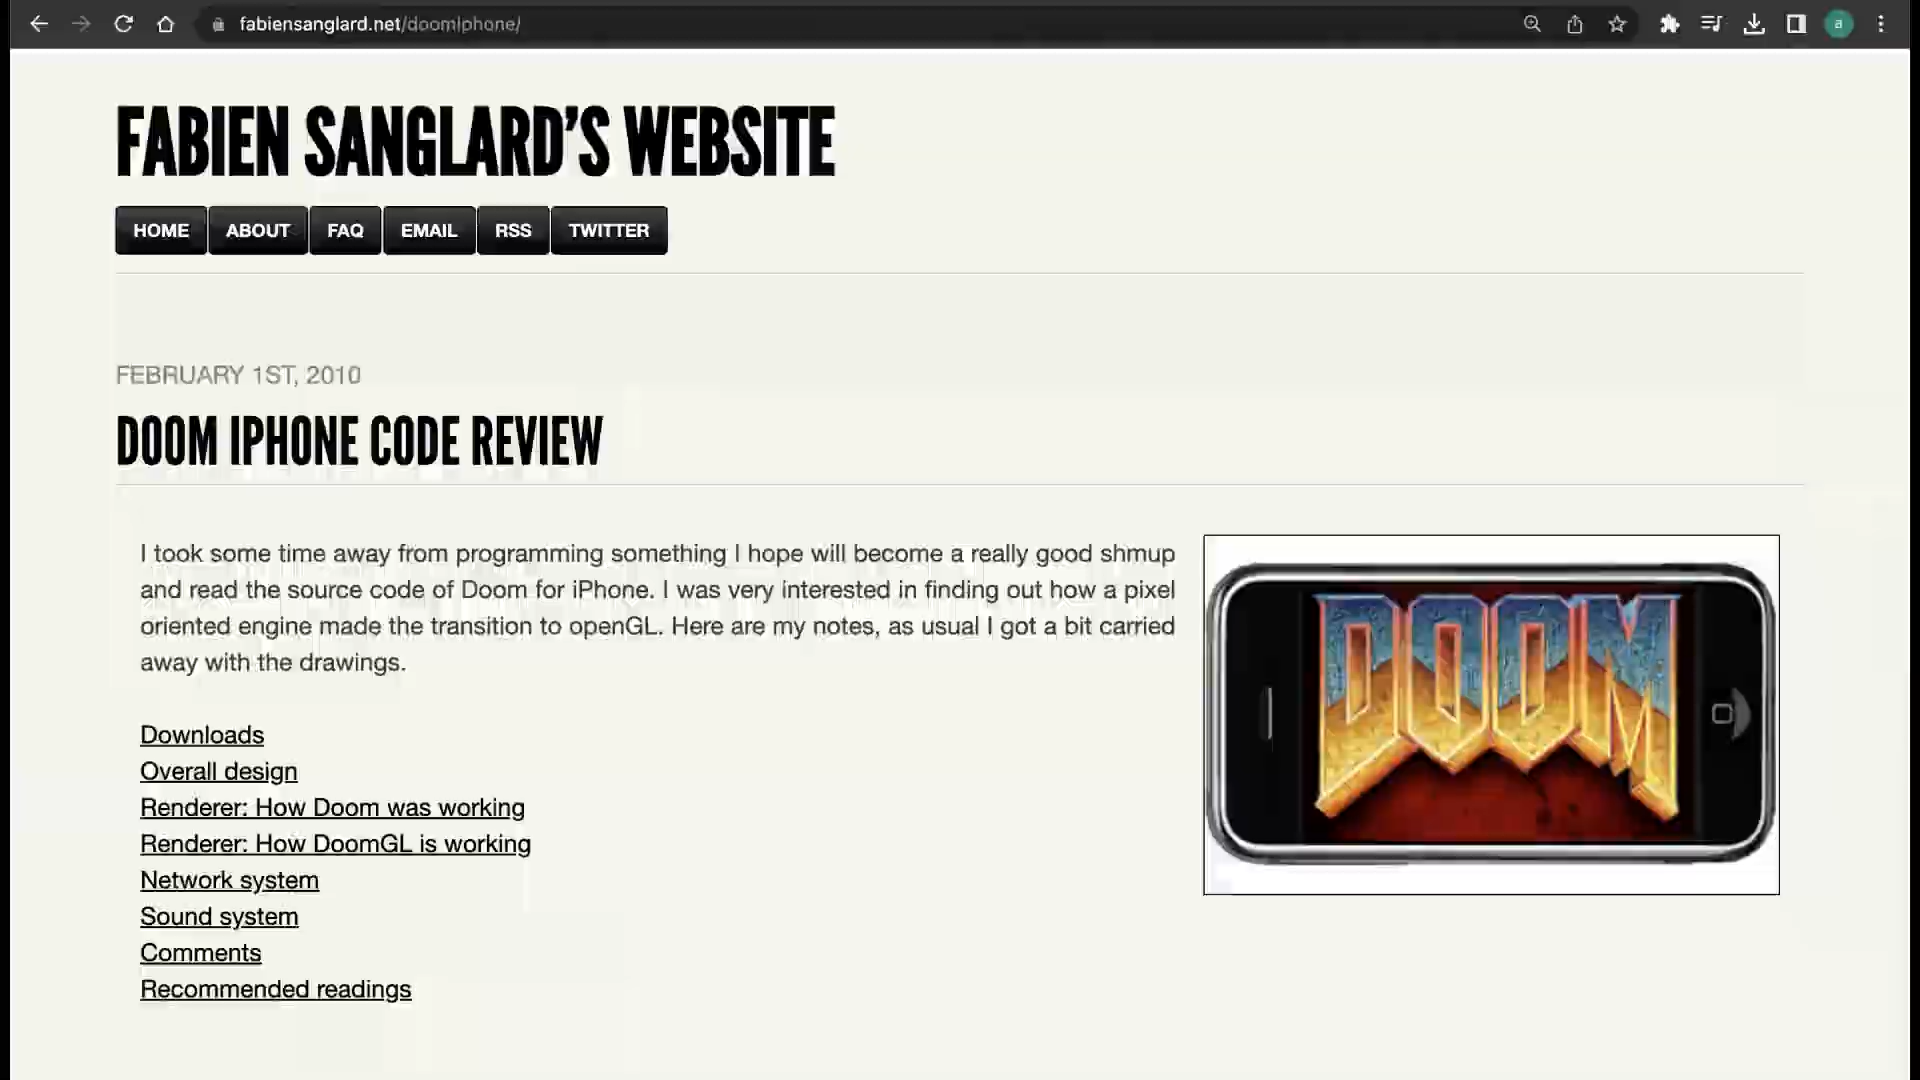 fabiensanglard.net/doomIphone/
a
FABIEN SANGLARD'S WEBSITE
HOME ABOUT FAQ EMAIL RSS TWITTER
FEBRUARY 1ST, 2010
DOOM IPHONE CODE REVIEW
I took some time away from programming something I hope will become a really good shmup
and read the source code of Doom for iPhone. I was very interested in finding out how a pixel
oriented engine made the transition to openGL. Here are my notes, as usual I got a bit carried
away with the drawings.
DOOM
Downloads
Overall design
Renderer: How Doom was working
Renderer: How DoomGL is working
Network system
Sound system
Comments
Recommended readings